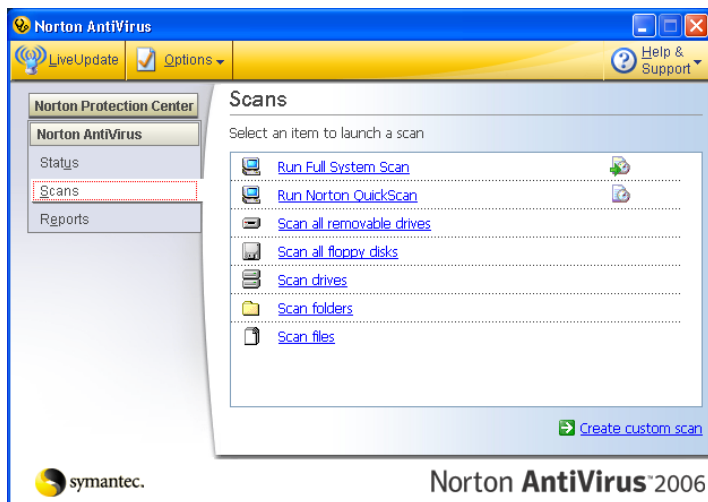 Norton AntiVirus
LiveUpdate
Options
Help & Support
Norton Protection Center
Norton AntiVirus
Status
Scans
Reports
Scans
Select an item to launch a scan
Run Full System Scan
Run Norton QuickScan
Scan all removable drives
Scan all floppy disks
Scan drives
Scan folders
Scan files
Create custom scan
symantec.
Norton AntiVirus™2006